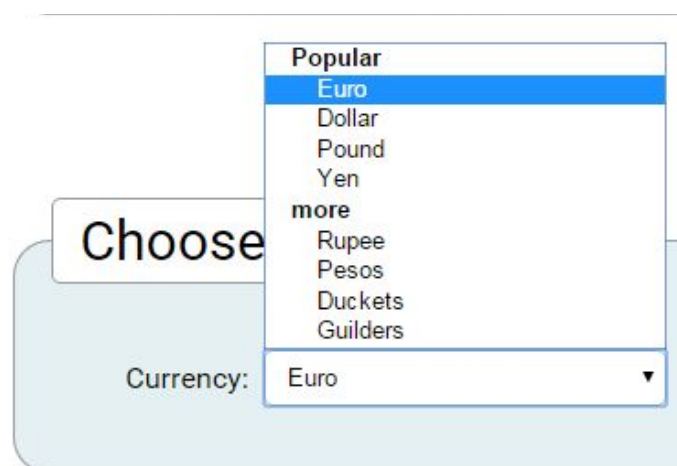 Popular
Euro
Dollar
Pound
Yen
more
Rupee
Pesos
Duckets
Guilders
Choose
Currency: Euro